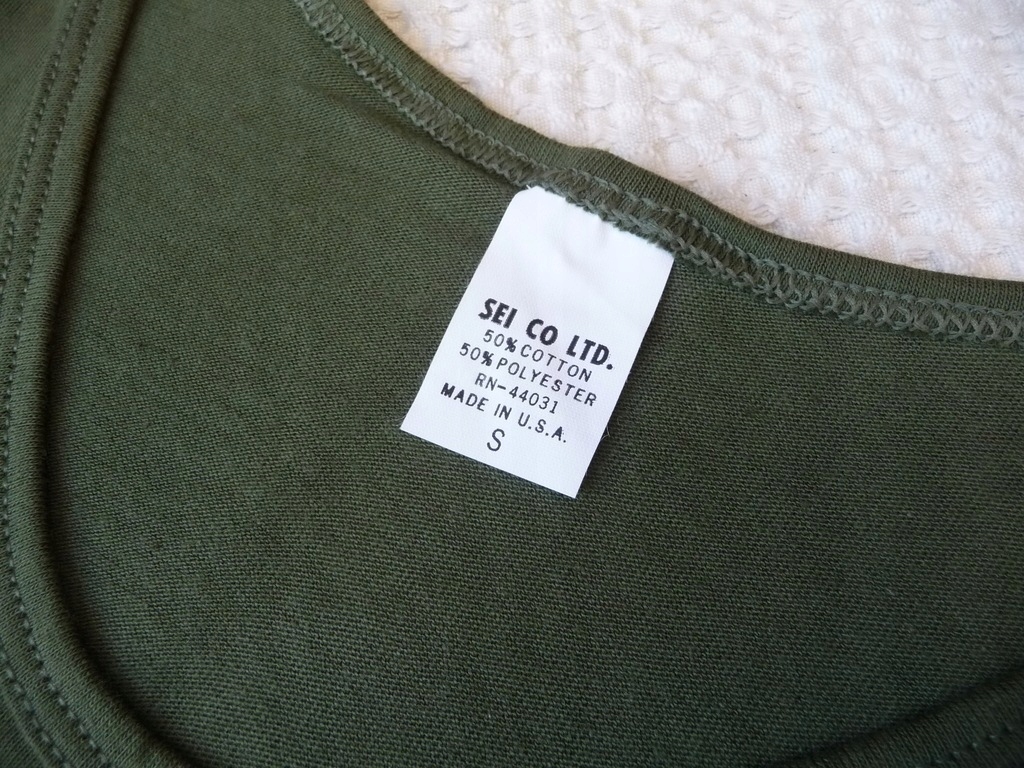 SEI CO LTD.
50% COTTON
50% POLYESTER
RN-44031
MADE IN U.S.A.
S